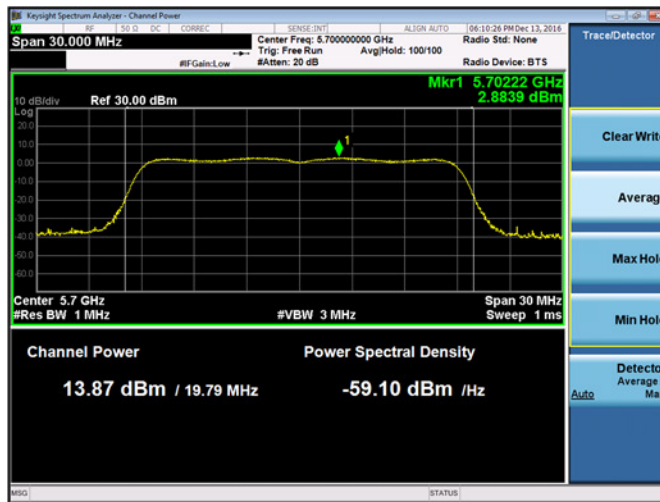 Keysight Spectrum Analyzer - Channel Power
RF 50 Ω DC CORREC SENSE:INT ALIGN AUTO 06:10:26 PM Dec 13, 2016
Span 30.000 MHz
Center Freq: 5.700000000 GHz
Radio Std: None
Trig: Free Run Avg|Hold: 100/100
#IFGain:Low #Atten: 20 dB Radio Device: BTS
Trace/Detector
Mkr1 5.70222 GHz
2.8839 dBm
10 dB/div Ref 30.00 dBm
Log
20.0
10.0
0.00
-10.0
-20.0
-30.0
-40.0
-50.0
-60.0
1
Center 5.7 GHz Span 30 MHz
#Res BW 1 MHz #VBW 3 MHz Sweep 1 ms
Channel Power Power Spectral Density
13.87 dBm / 19.79 MHz -59.10 dBm /Hz
Clear Write
Averag
Max Hol
Min Hol
Detecto
Average
Auto Ma
MSG STATUS